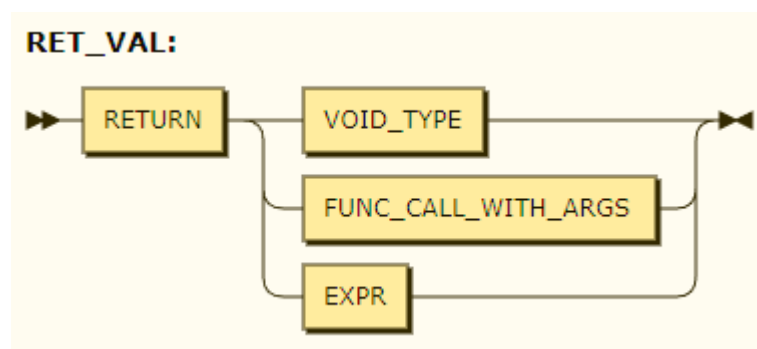 RET_VAL:
RETURN VOID_TYPE
FUNC_CALL_WITH_ARGS
EXPR